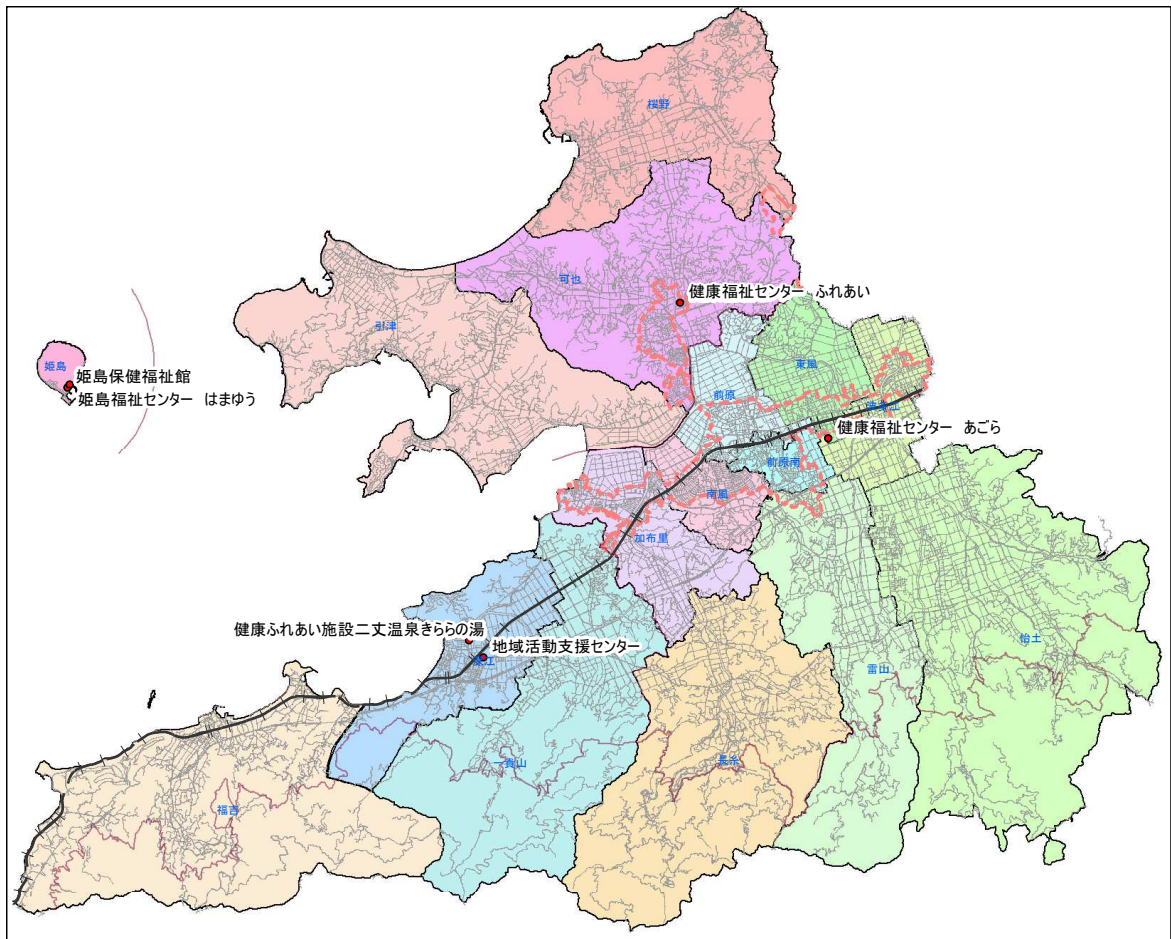 桜野
可也
健康福祉センター ふれあい
引津
姫島
姫島保健福祉館
姫島福祉センター はまゆう
東風
前原
波多江
健康福祉センター あごら
前原南
南風
加布里
健康ふれあい施設二丈温泉きららの湯
地域活動支援センター
怡土
雷山
一貴山
長糸
福吉